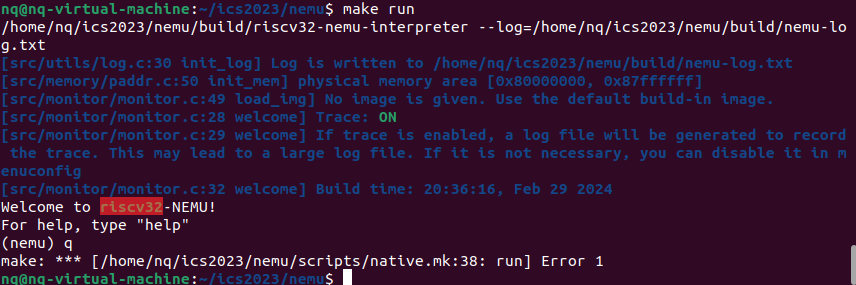 nq@nq-virtual-machine:~/ics2023/nemu$ make run
/home/nq/ics2023/nemu/build/riscv32-nemu-interpreter --log=/home/nq/ics2023/nemu/build/nemu-lo
g.txt
[src/utils/log.c:30 init_log] Log is written to /home/nq/ics2023/nemu/build/nemu-log.txt
[src/memory/paddr.c:50 init_mem] physical memory area [0x80000000, 0x87ffffff]
[src/monitor/monitor.c:49 load_img] No image is given. Use the default build-in image.
[src/monitor/monitor.c:28 welcome] Trace: ON
[src/monitor/monitor.c:29 welcome] If trace is enabled, a log file will be generated to record
 the trace. This may lead to a large log file. If it is not necessary, you can disable it in m
enuconfig
[src/monitor/monitor.c:32 welcome] Build time: 20:36:16, Feb 29 2024
Welcome to riscv32-NEMU!
For help, type "help"
(nemu) q
make: *** [/home/nq/ics2023/nemu/scripts/native.mk:38: run] Error 1
nq@nq-virtual-machine:~/ics2023/nemu$